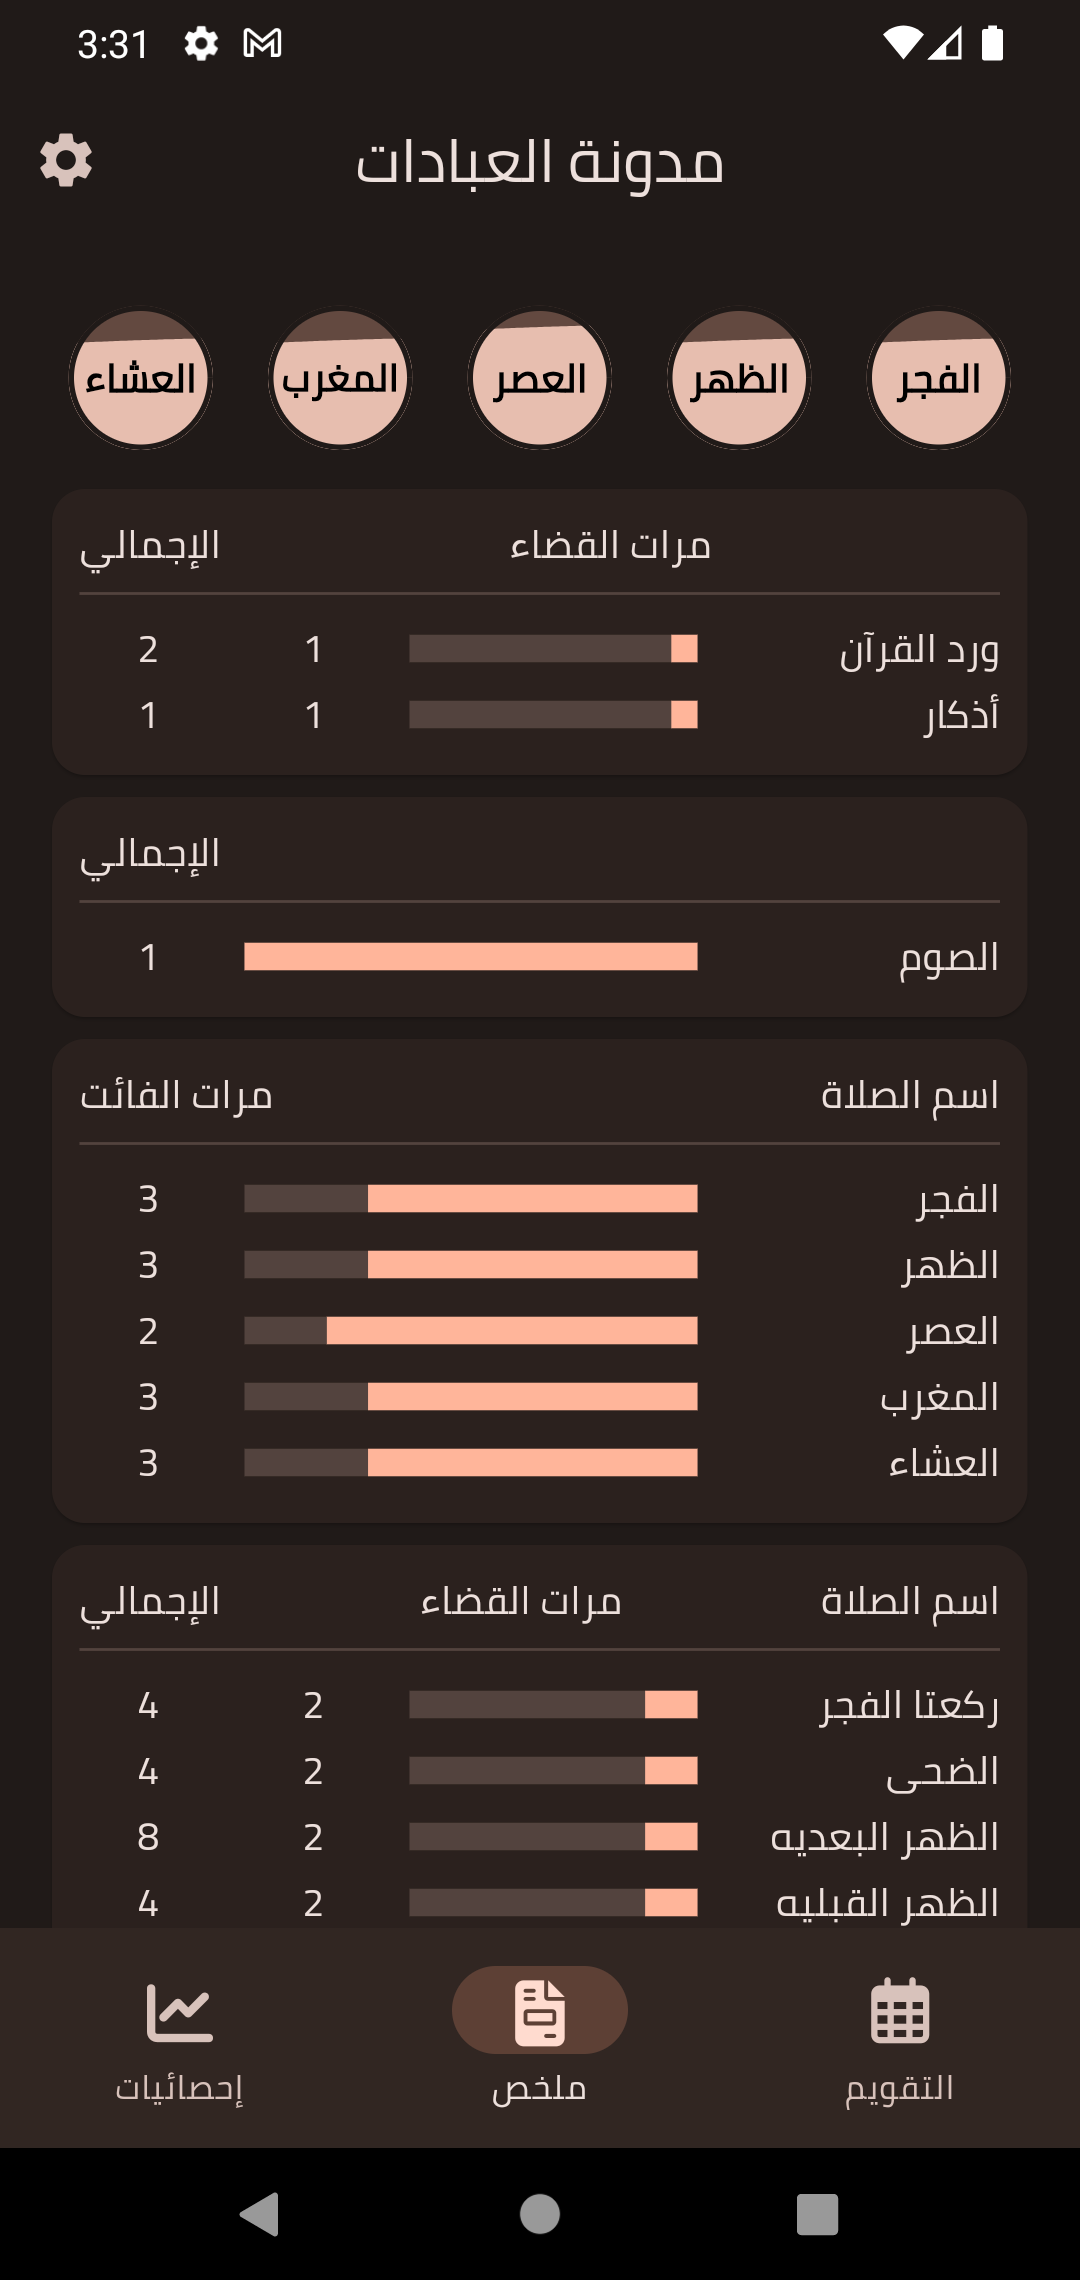 3:31
مدونة العبادات
الفجر الظهر العصر المغرب العشاء
مرات القضاء الإجمالي
ورد القرآن 1 2
أذكار 1 1
الإجمالي
الصوم 1
اسم الصلاة مرات الفائت
الفجر 3
الظهر 3
العصر 2
المغرب 3
العشاء 3
اسم الصلاة مرات القضاء الإجمالي
ركعتا الفجر 2 4
الضحى 2 4
الظهر البعديه 2 8
الظهر القبليه 2 4
التقويم ملخص إحصائيات